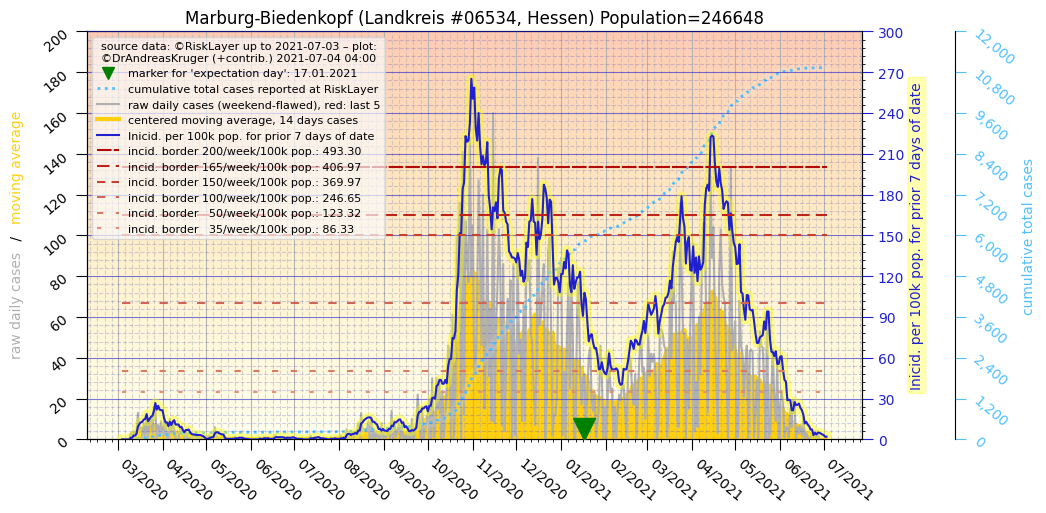 Marburg-Biedenkopf (Landkreis #06534, Hessen) Population=246648
source data: ©RiskLayer up to 2021-07-03 – plot:
©DrAndreasKruger (+contrib.) 2021-07-04 04:00
marker for 'expectation day': 17.01.2021
cumulative total cases reported at RiskLayer
raw daily cases (weekend-flawed), red: last 5
centered moving average, 14 days cases
Inicid. per 100k pop. for prior 7 days of date
incid. border 200/week/100k pop.: 493.30
incid. border 165/week/100k pop.: 406.97
incid. border 150/week/100k pop.: 369.97
incid. border 100/week/100k pop.: 246.65
incid. border   50/week/100k pop.: 123.32
incid. border   35/week/100k pop.: 86.33
raw daily cases   /   moving average
200
180
160
140
120
100
80
60
40
20
0
03/2020
04/2020
05/2020
06/2020
07/2020
08/2020
09/2020
10/2020
11/2020
12/2020
01/2021
02/2021
03/2021
04/2021
05/2021
06/2021
07/2021
300
270
240
210
180
150
120
90
60
30
0
Inicid. per 100k pop. for prior 7 days of date
12,000
10,800
9,600
8,400
7,200
6,000
4,800
3,600
2,400
1,200
0
cumulative total cases